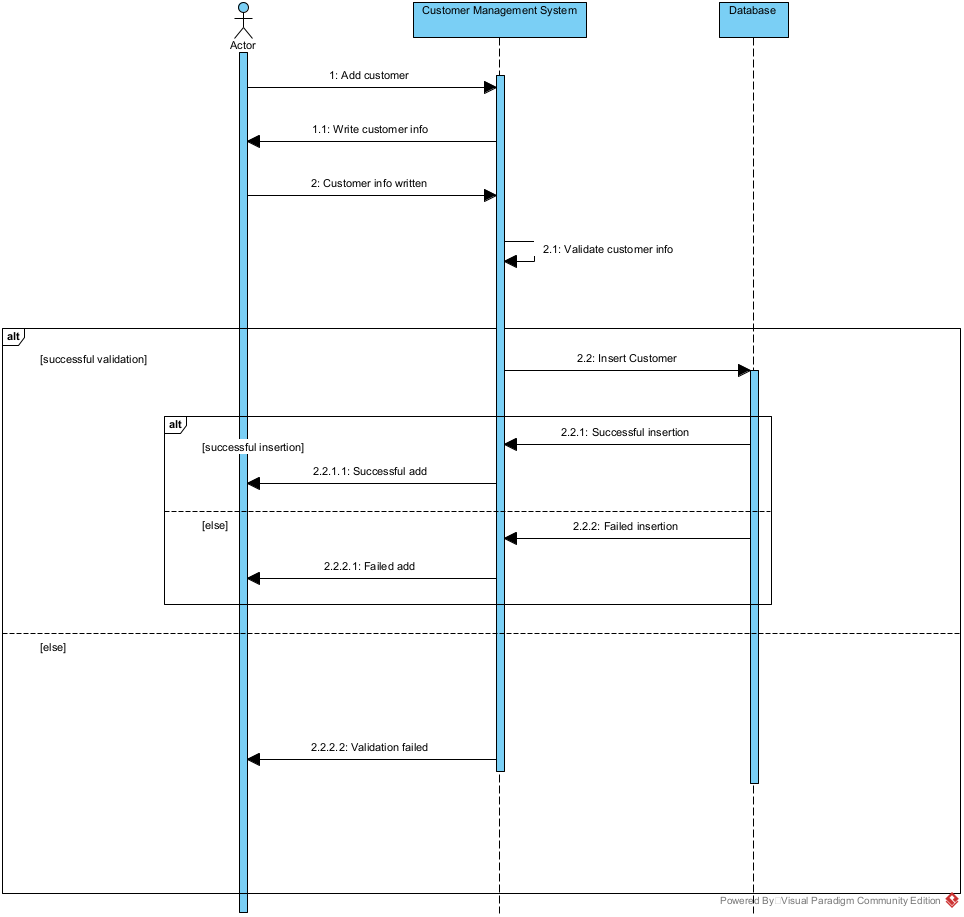 Customer Management System
Database
Actor
1: Add customer
1.1: Write customer info
2: Customer info written
2.1: Validate customer info
alt
[successful validation]
2.2: Insert Customer
alt
2.2.1: Successful insertion
[successful insertion]
2.2.1.1: Successful add
[else]
2.2.2: Failed insertion
2.2.2.1: Failed add
[else]
2.2.2.2: Validation failed
Powered By Visual Paradigm Community Edition